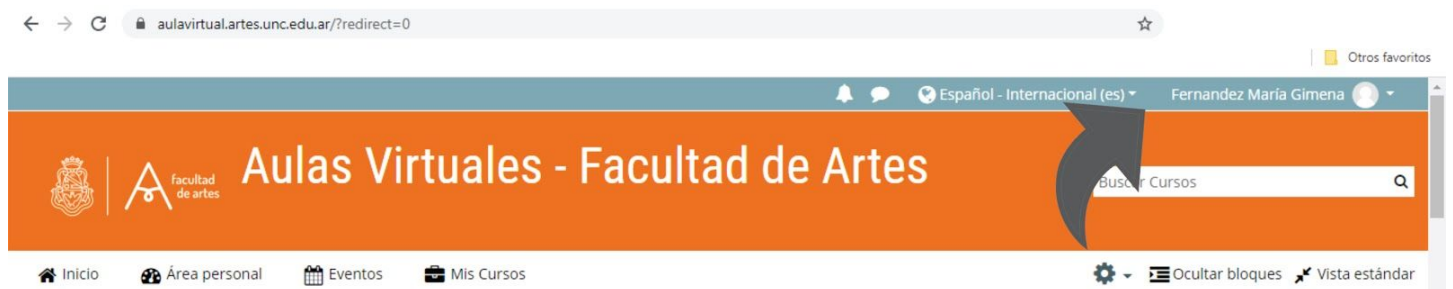 aulavirtual.artes.unc.edu.ar/?redirect=0
Otros favoritos
Español - Internacional (es) Fernandez María Gimena
facultad
de artes
Aulas Virtuales - Facultad de Artes
Buscar Cursos
Inicio Área personal Eventos Mis Cursos Ocultar bloques Vista estándar